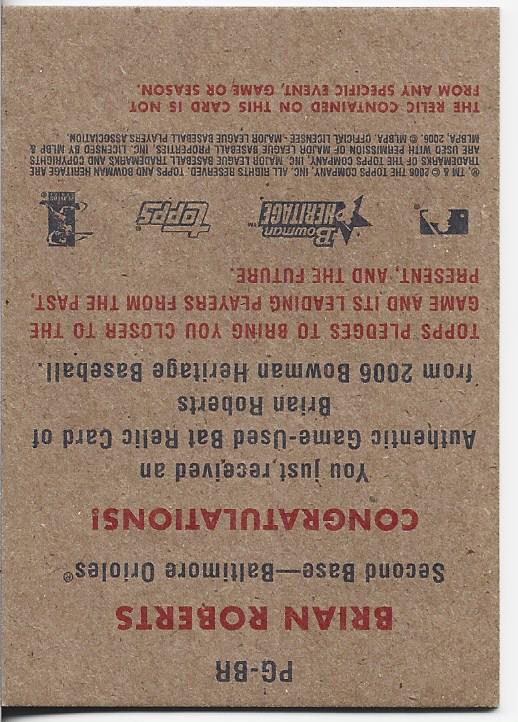 PG-BR
BRIAN ROBERTS
Second Base—Baltimore Orioles®
CONGRATULATIONS!
You just received an
Authentic Game-Used Bat Relic Card of
Brian Roberts
from 2006 Bowman Heritage Baseball.
TOPPS PLEDGES TO BRING YOU CLOSER TO THE
GAME AND ITS LEADING PLAYERS FROM THE PAST,
PRESENT, AND THE FUTURE.
Bowman
HERITAGE™
topps
®, TM & © 2006 THE TOPPS COMPANY, INC. ALL RIGHTS RESERVED. TOPPS AND BOWMAN HERITAGE ARE
TRADEMARKS OF THE TOPPS COMPANY, INC. MAJOR LEAGUE BASEBALL TRADEMARKS AND COPYRIGHTS
ARE USED WITH PERMISSION OF MAJOR LEAGUE BASEBALL PROPERTIES, INC. LICENSED BY MLBP &
MLBPA, 2006. © MLBPA, OFFICIAL LICENSEE - MAJOR LEAGUE BASEBALL PLAYERS ASSOCIATION.
THE RELIC CONTAINED ON THIS CARD IS NOT
FROM ANY SPECIFIC EVENT, GAME OR SEASON.